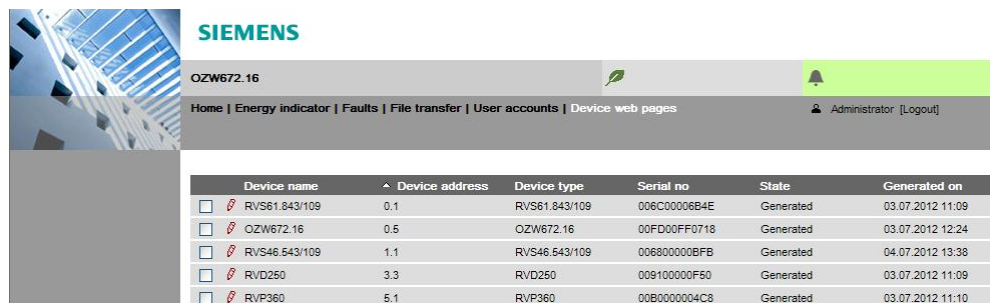 SIEMENS
OZW672.16
Home | Energy indicator | Faults | File transfer | User accounts | Device web pages
Administrator [Logout]
Device name Device address Device type Serial no State Generated on
RVS61.843/109 0.1 RVS61.843/109 006C00006B4E Generated 03.07.2012 11:09
OZW672.16 0.5 OZW672.16 00FD00FF0718 Generated 03.07.2012 12:24
RVS46.543/109 1.1 RVS46.543/109 006800000BFB Generated 04.07.2012 13:38
RVD250 3.3 RVD250 009100000F50 Generated 03.07.2012 11:09
RVP360 5.1 RVP360 00B0000004C8 Generated 03.07.2012 11:10